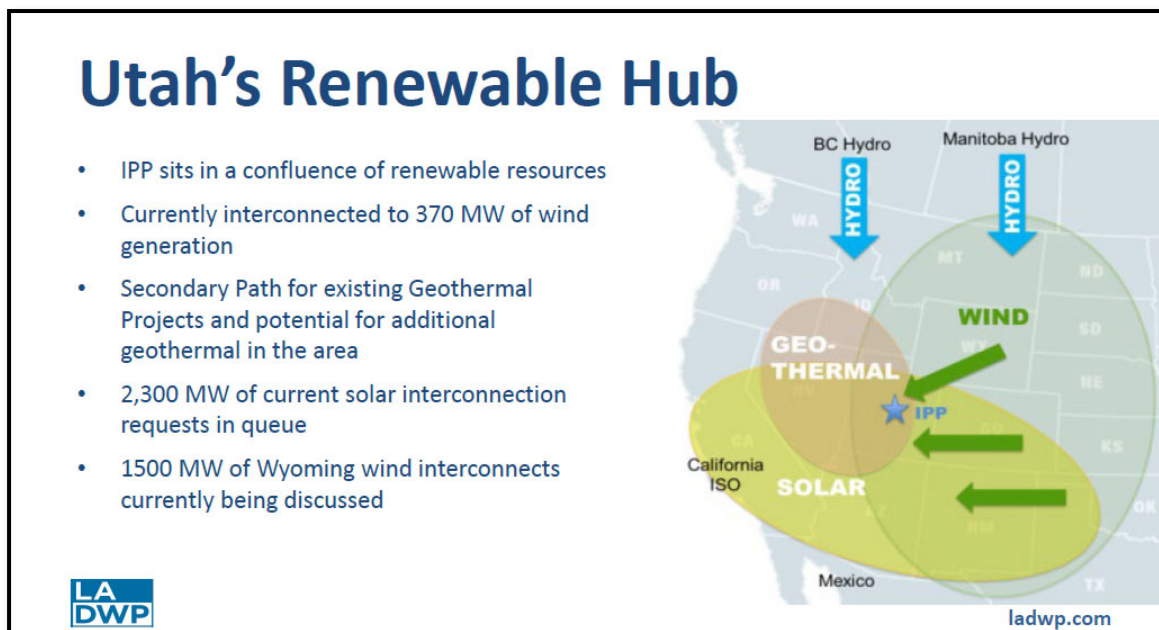 Utah's Renewable Hub
• IPP sits in a confluence of renewable resources
• Currently interconnected to 370 MW of wind
generation
• Secondary Path for existing Geothermal
Projects and potential for additional
geothermal in the area
• 2,300 MW of current solar interconnection
requests in queue
• 1500 MW of Wyoming wind interconnects
currently being discussed
BC Hydro
Manitoba Hydro
HYDRO
HYDRO
WA
MT
ND
OR
ID
WIND
SD
WY
GEO-
THERMAL
NV
NE
IPP
CO
CA
KS
California
ISO
SOLAR
AZ
NM
OK
Mexico
TX
LA
DWP
ladwp.com